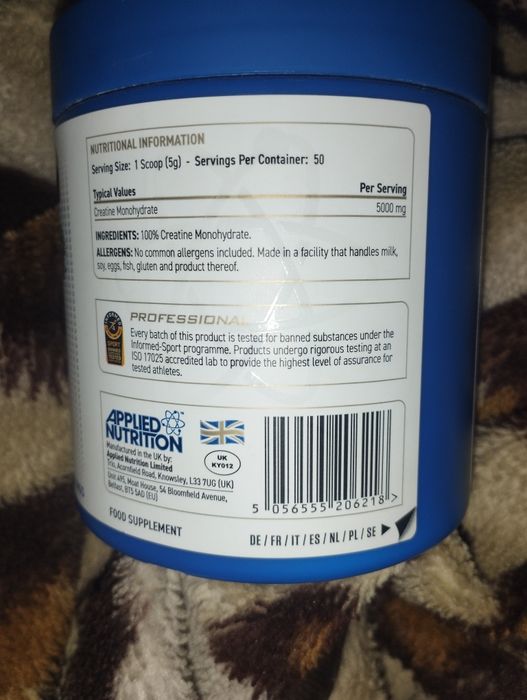 NUTRITIONAL INFORMATION
Serving Size: 1 Scoop (5g) - Servings Per Container: 50
Typical Values Per Serving
Creatine Monohydrate 5000 mg
INGREDIENTS: 100% Creatine Monohydrate.
ALLERGENS: No common allergens included. Made in a facility that handles milk,
soy, eggs, fish, gluten and product thereof.
PROFESSIONAL
Every batch of this product is tested for banned substances under the
Informed-Sport programme. Products undergo rigorous testing at an
ISO 17025 accredited lab to provide the highest level of assurance for
tested athletes.
SPORT
APPLIED
NUTRITION™
Manufactured in the UK by:
Applied Nutrition Limited
Acornfield Road, Knowsley, L33 7UG (UK)
Unit 495, Moat House, 54 Bloomfield Avenue,
Belfast, BT5 5AD (EU)
UK
KY012
5 056555 206218 >
FOOD SUPPLEMENT
DE / FR / IT / ES / NL / PL / SE